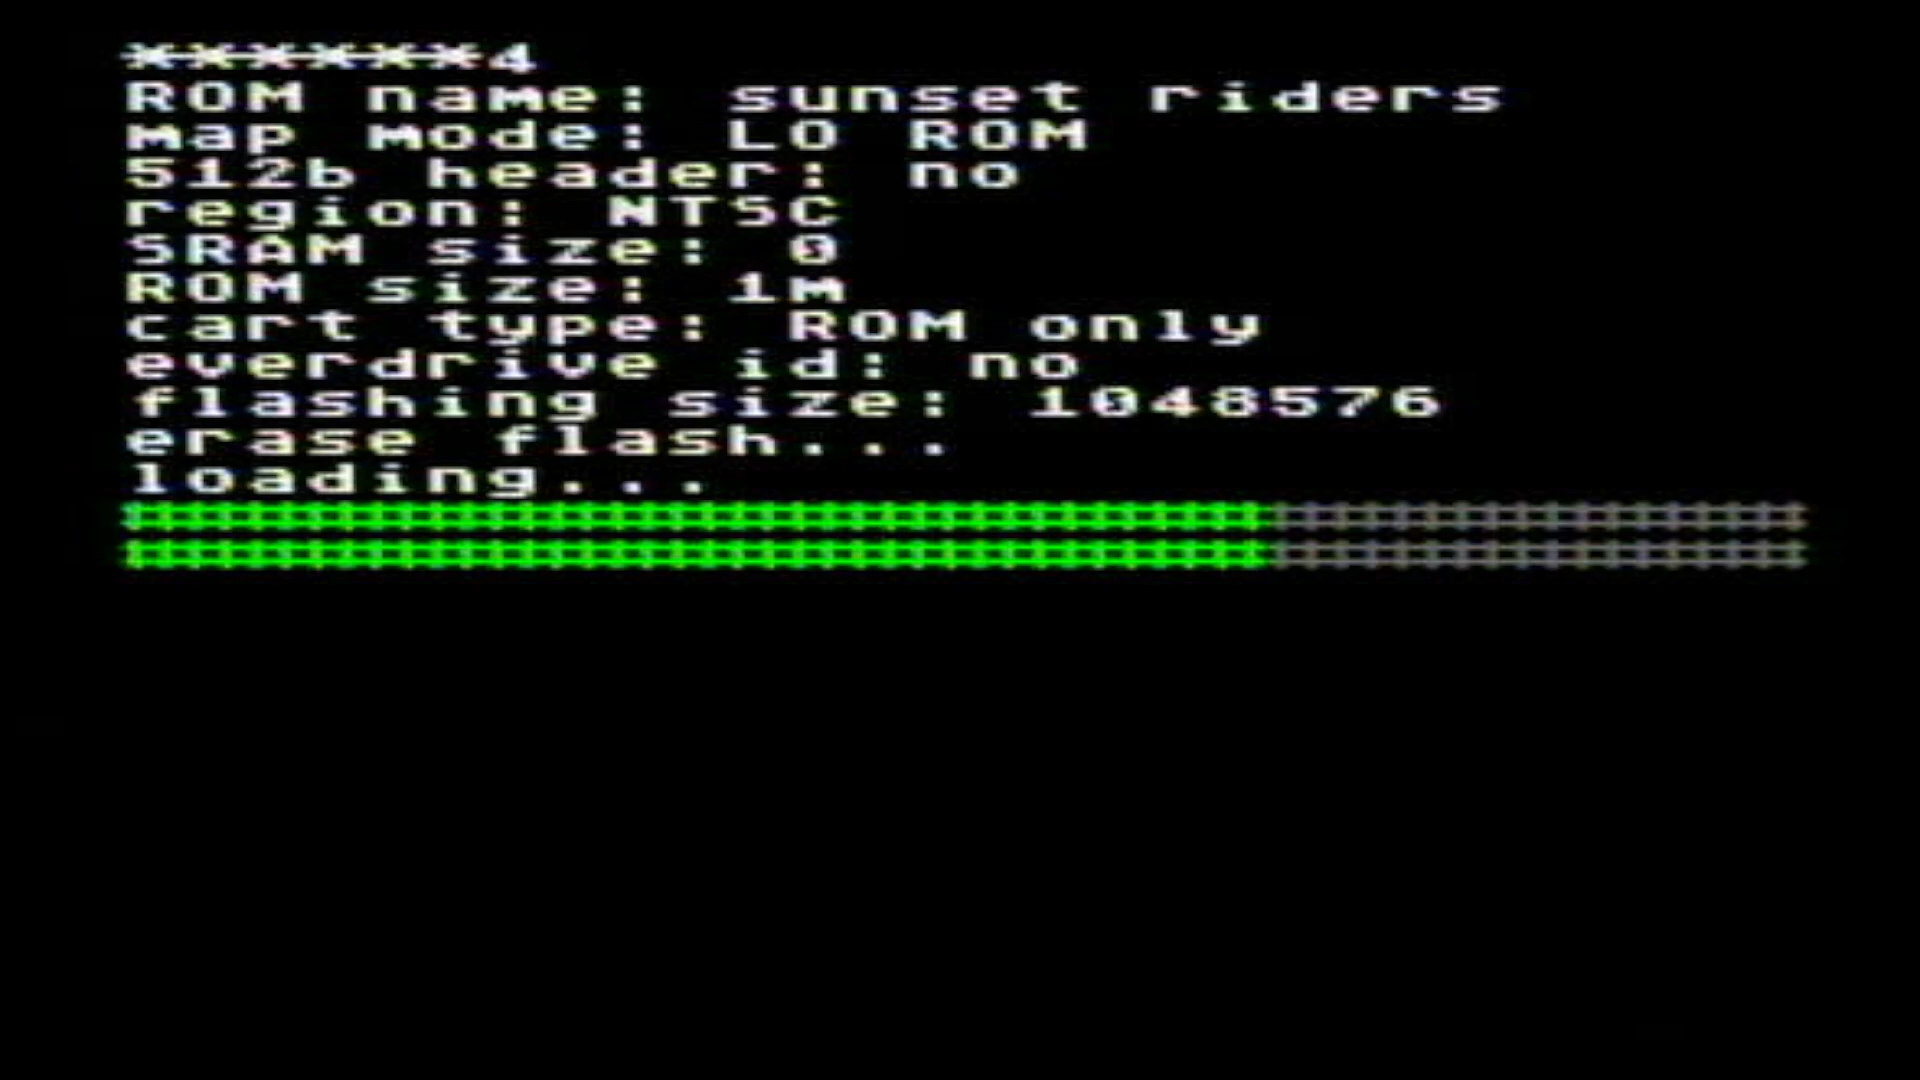 ******4
ROM name: sunset riders
map mode: LO ROM
512b header: no
region: NTSC
SRAM size: 0
ROM size: 1m
cart type: ROM only
everdrive id: no
flashing size: 1048576
erase flash...
loading...